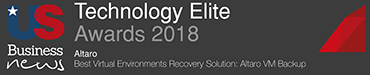 US
Business
news
Technology Elite
Awards 2018
Altaro
Best Virtual Environments Recovery Solution: Altaro VM Backup